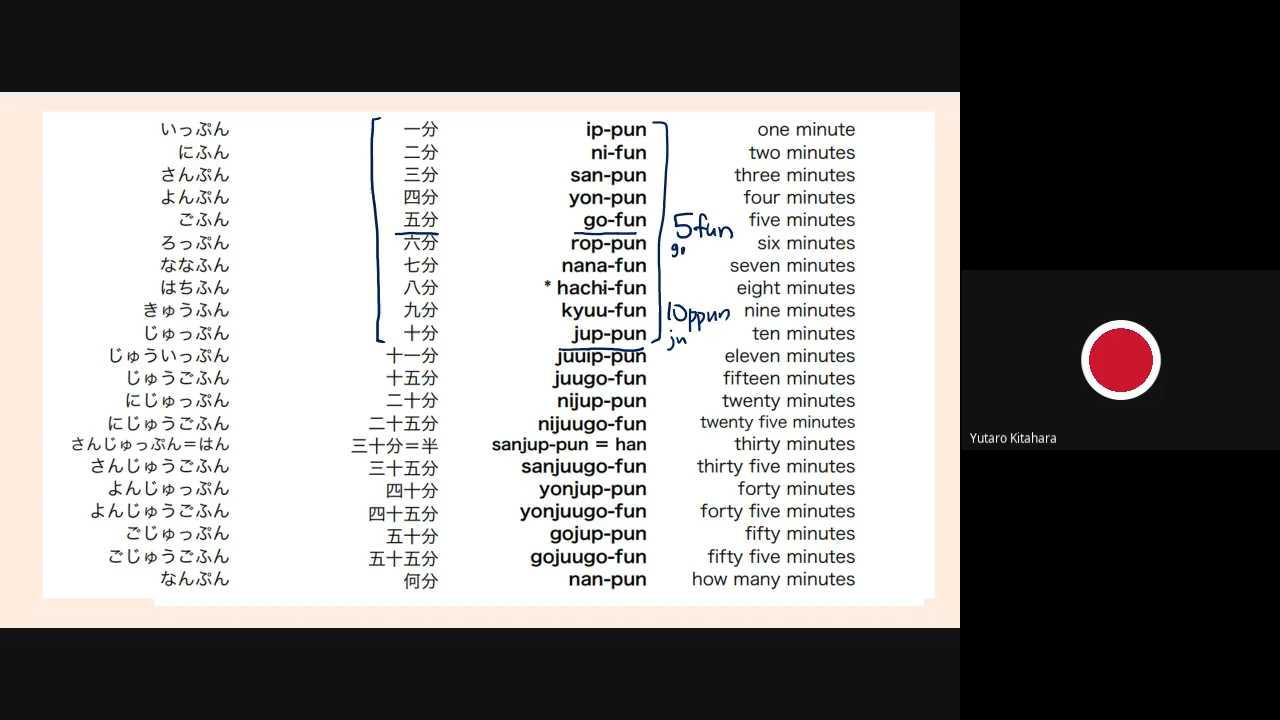 いっぷん 一分 ip-pun one minute
にふん 二分 ni-fun two minutes
さんぷん 三分 san-pun three minutes
よんぷん 四分 yon-pun four minutes
ごふん 五分 go-fun 5fun five minutes
go
ろっぷん 六分 rop-pun six minutes
ななふん 七分 nana-fun seven minutes
はちふん 八分 * hachi-fun eight minutes
きゅうふん 九分 kyuu-fun 10ppun nine minutes
じゅっぷん 十分 jup-pun ju ten minutes
じゅういっぷん 十一分 juuip-pun eleven minutes
じゅうごふん 十五分 juugo-fun fifteen minutes
にじゅっぷん 二十分 nijup-pun twenty minutes
にじゅうごふん 二十五分 nijuugo-fun twenty five minutes
さんじゅっぷん=はん 三十分=半 sanjup-pun = han thirty minutes
さんじゅうごふん 三十五分 sanjuugo-fun thirty five minutes
よんじゅっぷん 四十分 yonjup-pun forty minutes
よんじゅうごふん 四十五分 yonjuugo-fun forty five minutes
ごじゅっぷん 五十分 gojup-pun fifty minutes
ごじゅうごふん 五十五分 gojuugo-fun fifty five minutes
なんぷん 何分 nan-pun how many minutes
Yutaro Kitahara